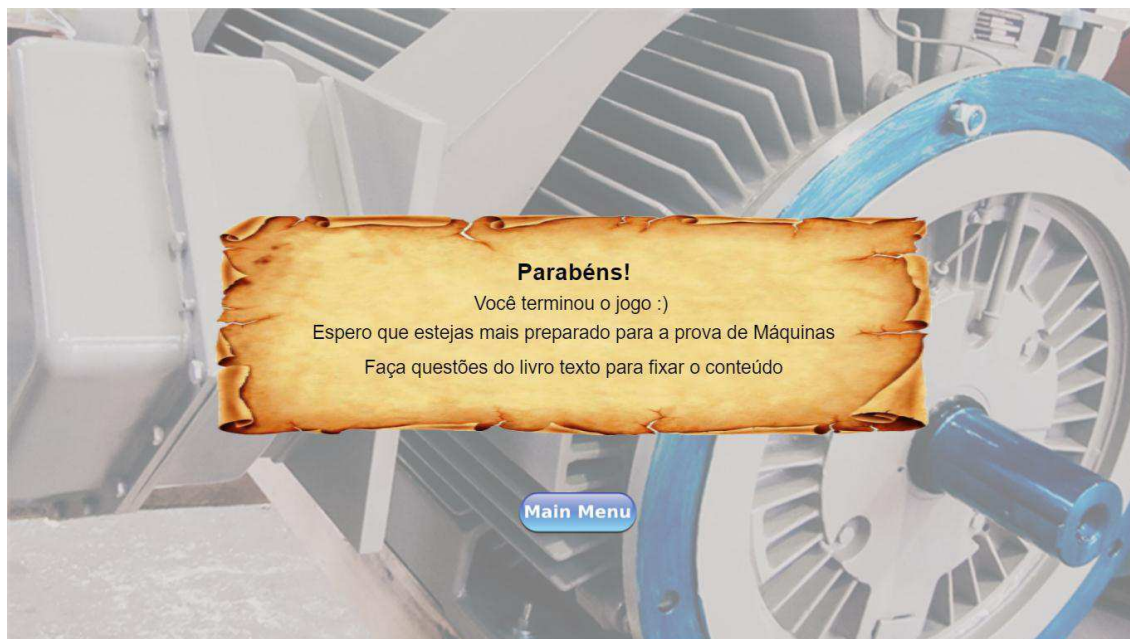 Parabéns!
Você terminou o jogo :)
Espero que estejas mais preparado para a prova de Máquinas
Faça questões do livro texto para fixar o conteúdo
Main Menu